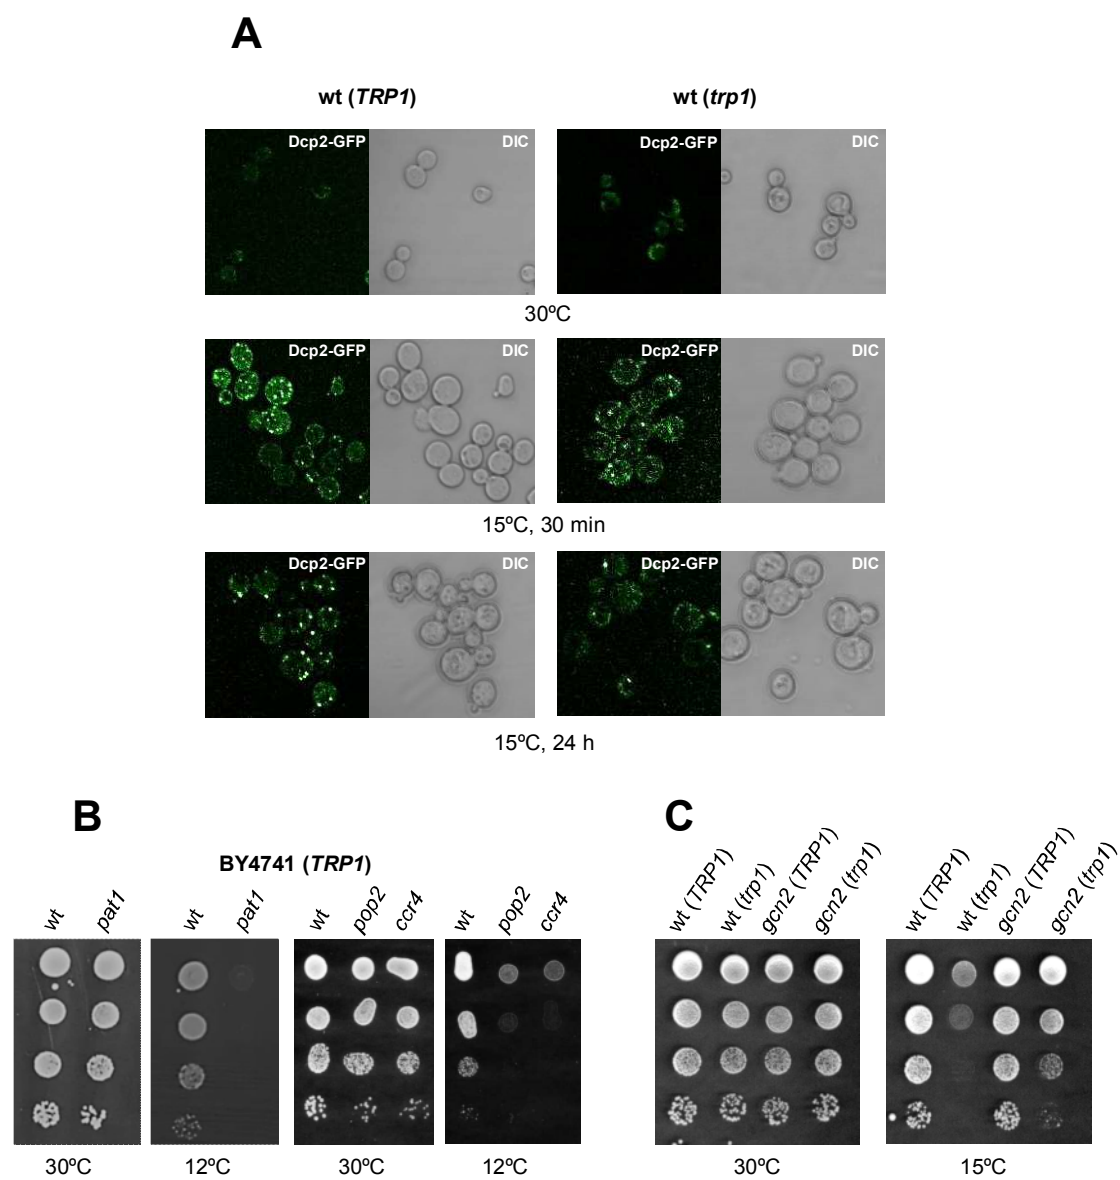 A
wt (TRP1) wt (trp1)
Dcp2-GFP DIC Dcp2-GFP DIC
30ºC
Dcp2-GFP DIC Dcp2-GFP DIC
15ºC, 30 min
Dcp2-GFP DIC Dcp2-GFP DIC
15ºC, 24 h
B
BY4741 (TRP1)
wt pat1 wt pat1 wt pop2 ccr4 wt pop2 ccr4
30ºC 12ºC 30ºC 12ºC
C
wt (TRP1) wt (trp1) gcn2 (TRP1) gcn2 (trp1) wt (TRP1) wt (trp1) gcn2 (TRP1) gcn2 (trp1)
30ºC 15ºC